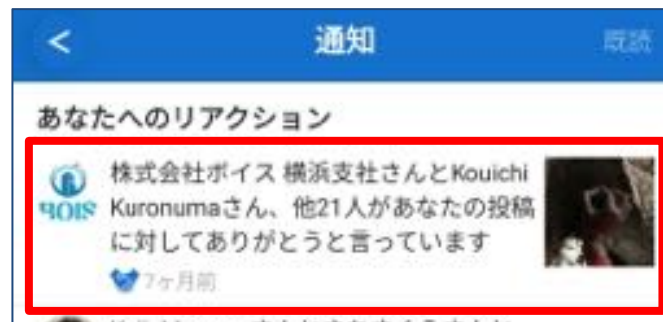 <
通知
既読
あなたへのリアクション
株式会社ボイス 横浜支社さんとKouichi
Kuronumaさん、他21人があなたの投稿
に対してありがとうと言っています
7ヶ月前